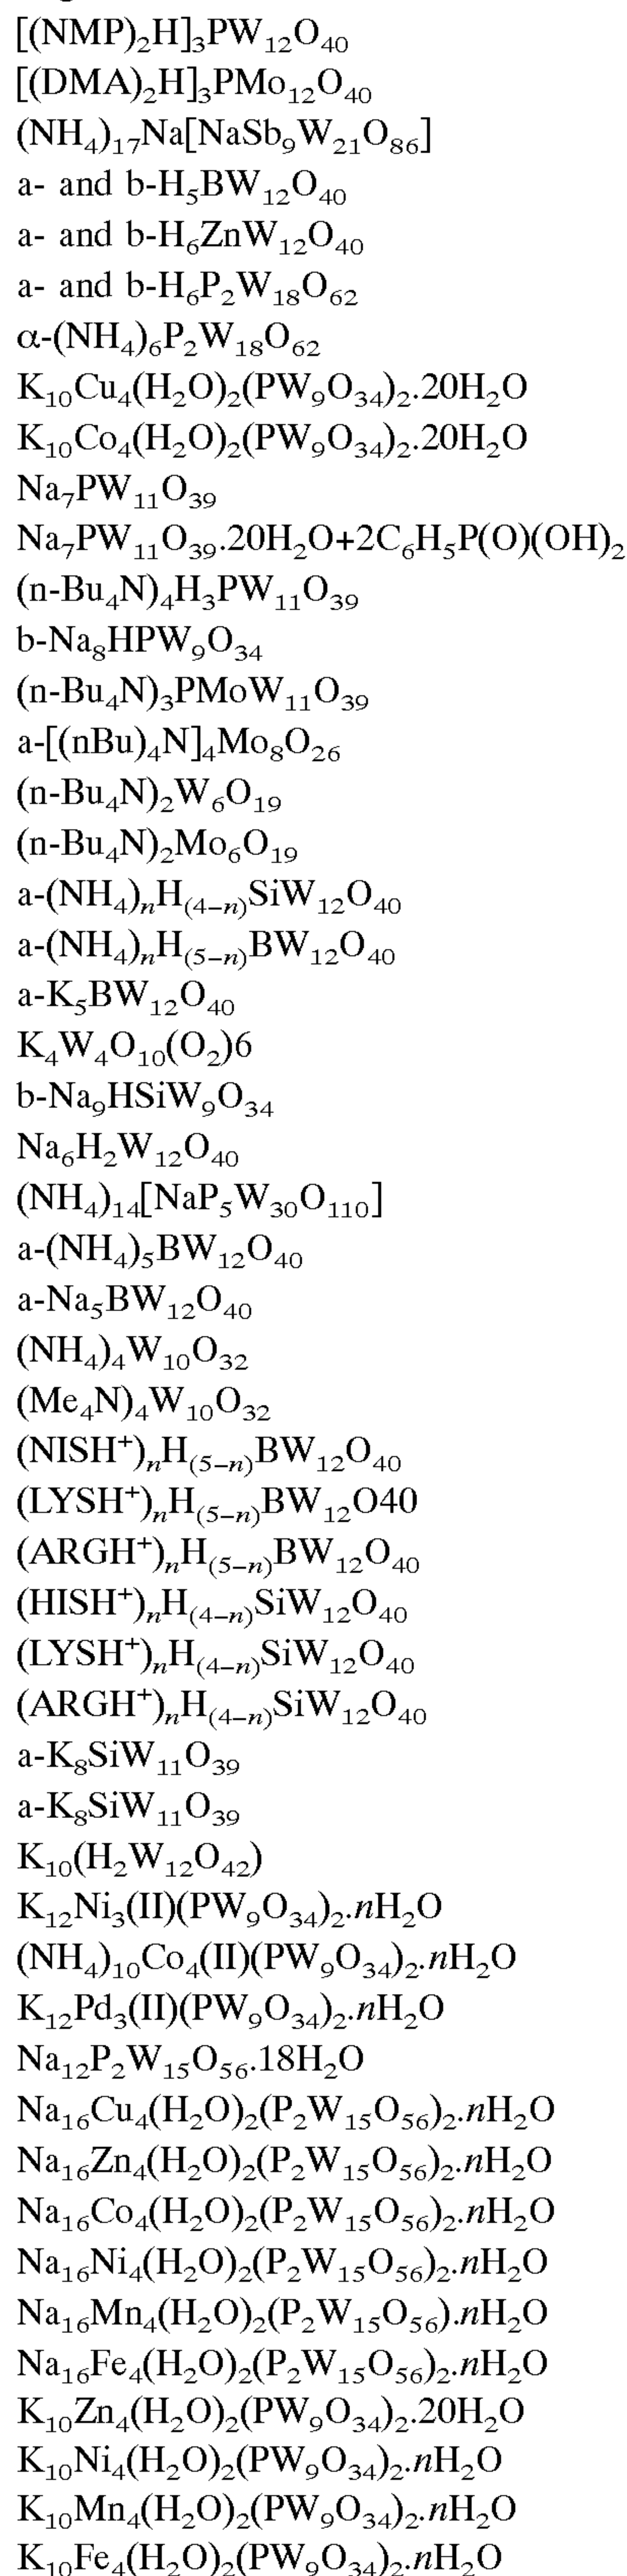 [(NMP)₂H]₃PW₁₂O₄₀
[(DMA)₂H]₃PMo₁₂O₄₀
(NH₄)₁₇Na[NaSb₉W₂₁O₈₆]
a- and b-H₅BW₁₂O₄₀
a- and b-H₆ZnW₁₂O₄₀
a- and b-H₆P₂W₁₈O₆₂
α-(NH₄)₆P₂W₁₈O₆₂
K₁₀Cu₄(H₂O)₂(PW₉O₃₄)₂.20H₂O
K₁₀Co₄(H₂O)₂(PW₉O₃₄)₂.20H₂O
Na₇PW₁₁O₃₉
Na₇PW₁₁O₃₉.20H₂O+2C₆H₅P(O)(OH)₂
(n-Bu₄N)₄H₃PW₁₁O₃₉
b-Na₈HPW₉O₃₄
(n-Bu₄N)₃PMoW₁₁O₃₉
a-[(nBu)₄N]₄Mo₈O₂₆
(n-Bu₄N)₂W₆O₁₉
(n-Bu₄N)₂Mo₆O₁₉
a-(NH₄)ₙH₍₄₋ₙ₎SiW₁₂O₄₀
a-(NH₄)ₙH₍₅₋ₙ₎BW₁₂O₄₀
a-K₅BW₁₂O₄₀
K₄W₄O₁₀(O₂)6
b-Na₉HSiW₉O₃₄
Na₆H₂W₁₂O₄₀
(NH₄)₁₄[NaP₅W₃₀O₁₁₀]
a-(NH₄)₅BW₁₂O₄₀
a-Na₅BW₁₂O₄₀
(NH₄)₄W₁₀O₃₂
(Me₄N)₄W₁₀O₃₂
(NISH⁺)ₙH₍₅₋ₙ₎BW₁₂O₄₀
(LYSH⁺)ₙH₍₅₋ₙ₎BW₁₂O40
(ARGH⁺)ₙH₍₅₋ₙ₎BW₁₂O₄₀
(HISH⁺)ₙH₍₄₋ₙ₎SiW₁₂O₄₀
(LYSH⁺)ₙH₍₄₋ₙ₎SiW₁₂O₄₀
(ARGH⁺)ₙH₍₄₋ₙ₎SiW₁₂O₄₀
a-K₈SiW₁₁O₃₉
a-K₈SiW₁₁O₃₉
K₁₀(H₂W₁₂O₄₂)
K₁₂Ni₃(II)(PW₉O₃₄)₂.nH₂O
(NH₄)₁₀Co₄(II)(PW₉O₃₄)₂.nH₂O
K₁₂Pd₃(II)(PW₉O₃₄)₂.nH₂O
Na₁₂P₂W₁₅O₅₆.18H₂O
Na₁₆Cu₄(H₂O)₂(P₂W₁₅O₅₆)₂.nH₂O
Na₁₆Zn₄(H₂O)₂(P₂W₁₅O₅₆)₂.nH₂O
Na₁₆Co₄(H₂O)₂(P₂W₁₅O₅₆)₂.nH₂O
Na₁₆Ni₄(H₂O)₂(P₂W₁₅O₅₆)₂.nH₂O
Na₁₆Mn₄(H₂O)₂(P₂W₁₅O₅₆).nH₂O
Na₁₆Fe₄(H₂O)₂(P₂W₁₅O₅₆)₂.nH₂O
K₁₀Zn₄(H₂O)₂(PW₉O₃₄)₂.20H₂O
K₁₀Ni₄(H₂O)₂(PW₉O₃₄)₂.nH₂O
K₁₀Mn₄(H₂O)₂(PW₉O₃₄)₂.nH₂O
K₁₀Fe₄(H₂O)₂(PW₉O₃₄)₂.nH₂O